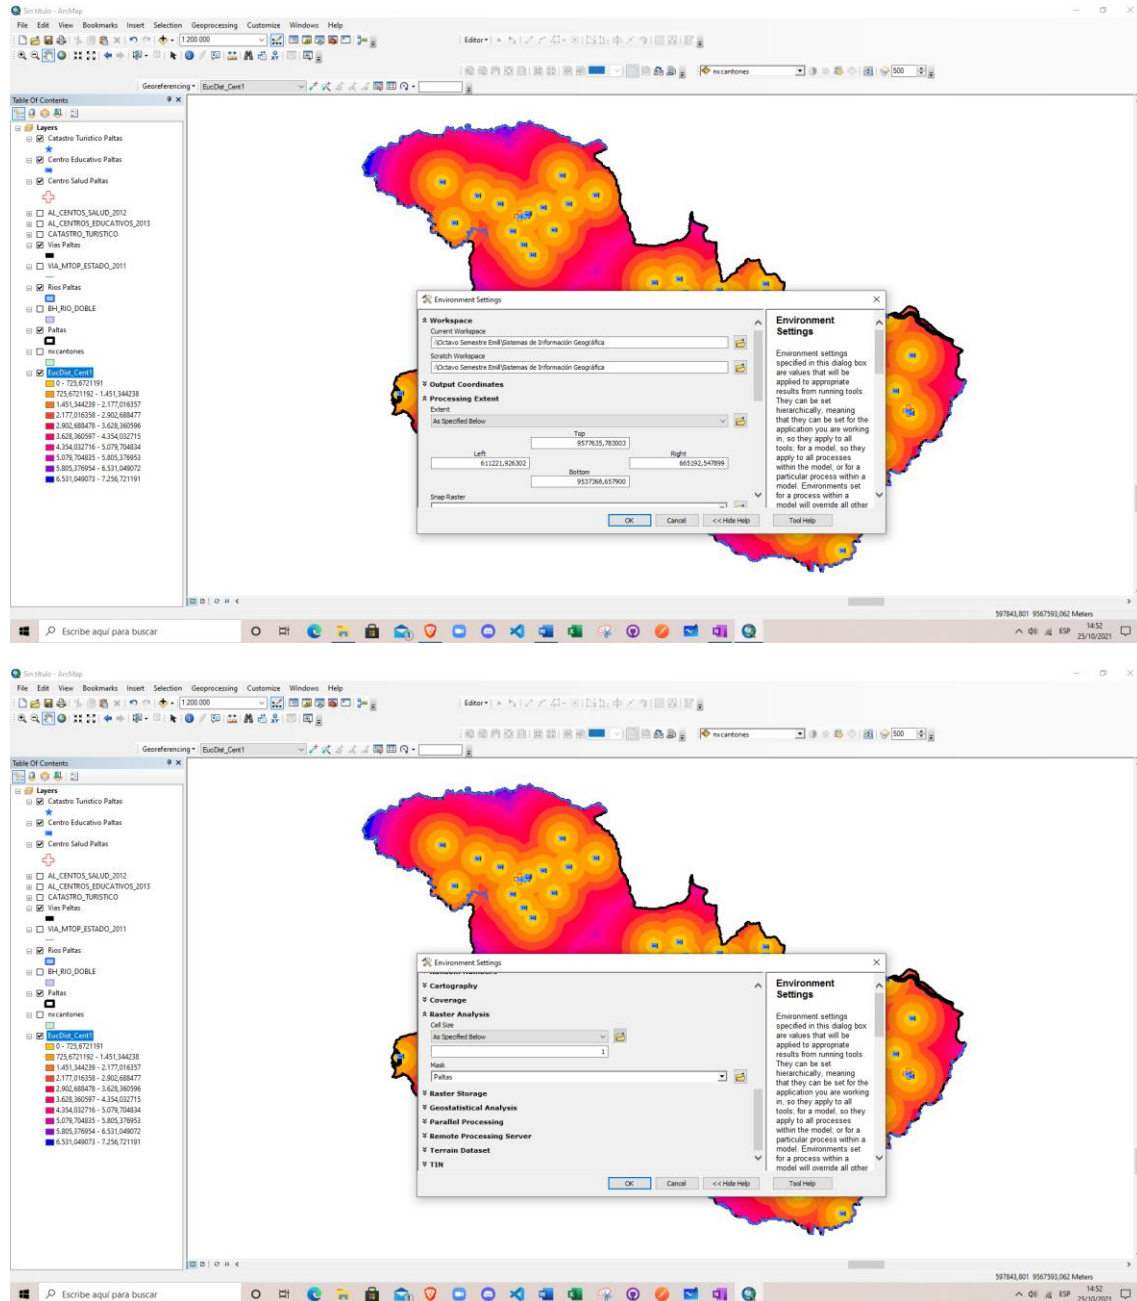 Sin título - ArcMap
File Edit View Bookmarks Insert Selection Geoprocessing Customize Windows Help
1:200.000
Editor
nxcantones
500
Georeferencing EucDist_Cent1
Table Of Contents
Layers
Catastro Turistico Paltas
Centro Educativo Paltas
Centro Salud Paltas
AL_CENTOS_SALUD_2012
AL_CENTROS_EDUCATIVOS_2013
CATASTRO_TURISTICO
Vias Paltas
VIA_MTOP_ESTADO_2011
Rios Paltas
BH_RIO_DOBLE
Paltas
nxcantones
EucDist_Cent1
0 - 725,6721191
725,6721192 - 1.451,344238
1.451,344239 - 2.177,016357
2.177,016358 - 2.902,688477
2.902,688478 - 3.628,360596
3.628,360597 - 4.354,032715
4.354,032716 - 5.079,704834
5.079,704835 - 5.805,376953
5.805,376954 - 6.531,049072
6.531,049073 - 7.256,721191
Environment Settings
Workspace
Current Workspace
:\Octavo Semestre Emill\Sistemas de Información Geográfica
Scratch Workspace
:\Octavo Semestre Emill\Sistemas de Información Geográfica
Output Coordinates
Processing Extent
Extent
As Specified Below
Top
9577635,783003
Left
Right
611221,926302
665192,547899
Bottom
9537368,657900
Snap Raster
OK Cancel << Hide Help Tool Help
Environment
Settings
Environment settings
specified in this dialog box
are values that will be
applied to appropriate
results from running tools.
They can be set
hierarchically, meaning
that they can be set for the
application you are working
in, so they apply to all
tools; for a model, so they
apply to all processes
within the model; or for a
particular process within a
model. Environments set
for a process within a
model will override all other
597843,801 9567593,062 Meters
Escribe aquí para buscar
ESP
14:52
25/10/2021
Sin título - ArcMap
File Edit View Bookmarks Insert Selection Geoprocessing Customize Windows Help
1:200.000
Editor
nxcantones
500
Georeferencing EucDist_Cent1
Table Of Contents
Layers
Catastro Turistico Paltas
Centro Educativo Paltas
Centro Salud Paltas
AL_CENTOS_SALUD_2012
AL_CENTROS_EDUCATIVOS_2013
CATASTRO_TURISTICO
Vias Paltas
VIA_MTOP_ESTADO_2011
Rios Paltas
BH_RIO_DOBLE
Paltas
nxcantones
EucDist_Cent1
0 - 725,6721191
725,6721192 - 1.451,344238
1.451,344239 - 2.177,016357
2.177,016358 - 2.902,688477
2.902,688478 - 3.628,360596
3.628,360597 - 4.354,032715
4.354,032716 - 5.079,704834
5.079,704835 - 5.805,376953
5.805,376954 - 6.531,049072
6.531,049073 - 7.256,721191
Environment Settings
Random Numbers
Cartography
Coverage
Raster Analysis
Cell Size
As Specified Below
1
Mask
Paltas
Raster Storage
Geostatistical Analysis
Parallel Processing
Remote Processing Server
Terrain Dataset
TIN
OK Cancel << Hide Help Tool Help
Environment
Settings
Environment settings
specified in this dialog box
are values that will be
applied to appropriate
results from running tools.
They can be set
hierarchically, meaning
that they can be set for the
application you are working
in, so they apply to all
tools; for a model, so they
apply to all processes
within the model; or for a
particular process within a
model. Environments set
for a process within a
model will override all other
597843,801 9567593,062 Meters
Escribe aquí para buscar
ESP
14:52
25/10/2021